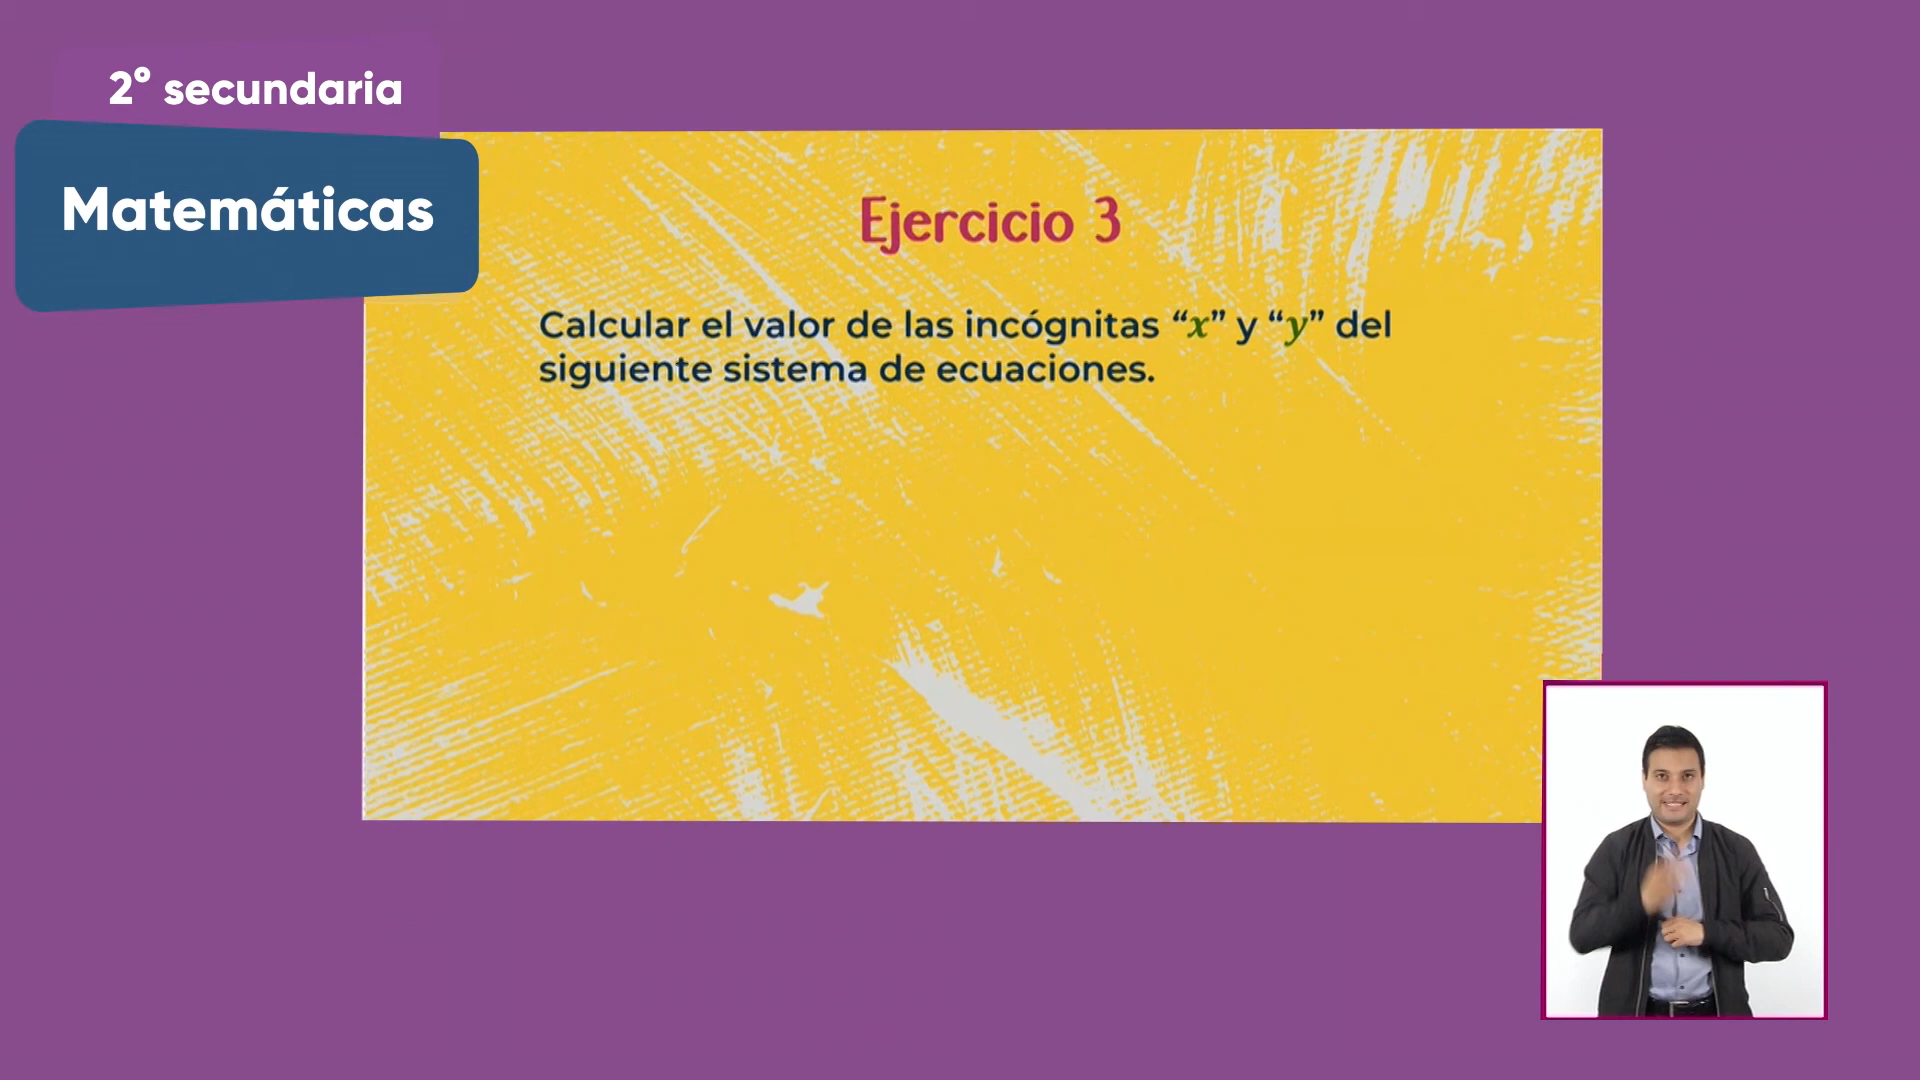 2° secundaria
Matemáticas
Ejercicio 3
Calcular el valor de las incógnitas “x” y “y” del
siguiente sistema de ecuaciones.